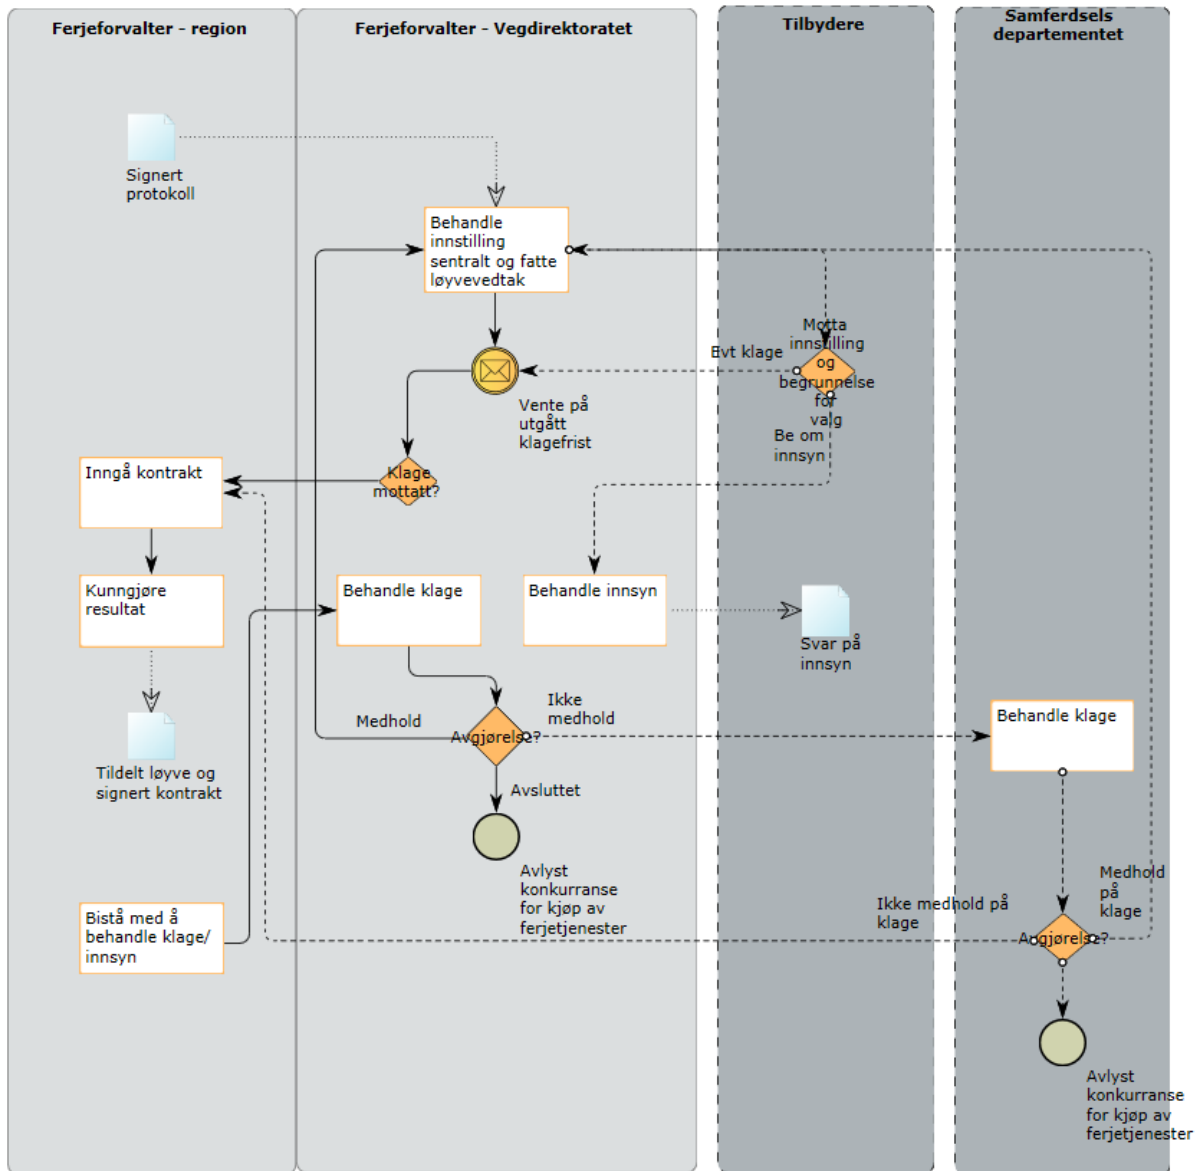 Ferjeforvalter - region
Ferjeforvalter - Vegdirektoratet
Tilbydere
Samferdsels
departementet
Signert
protokoll
Behandle
innstilling
sentralt og fatte
løyvevedtak
Motta
innstilling
og
begrunnelse
for
valg
Evt klage
Vente på
utgått
klagefrist
Be om
innsyn
Klage
mottatt?
Inngå kontrakt
Kunngjøre
resultat
Behandle klage
Behandle innsyn
Svar på
innsyn
Tildelt løyve og
signert kontrakt
Medhold
Avgjørelse?
Ikke
medhold
Avsluttet
Avlyst
konkurranse
for kjøp av
ferjetjenester
Behandle klage
Bistå med å
behandle klage/
innsyn
Ikke medhold på
klage
Medhold
på
klage
Avgjørelse?
Avlyst
konkurranse
for kjøp av
ferjetjenester